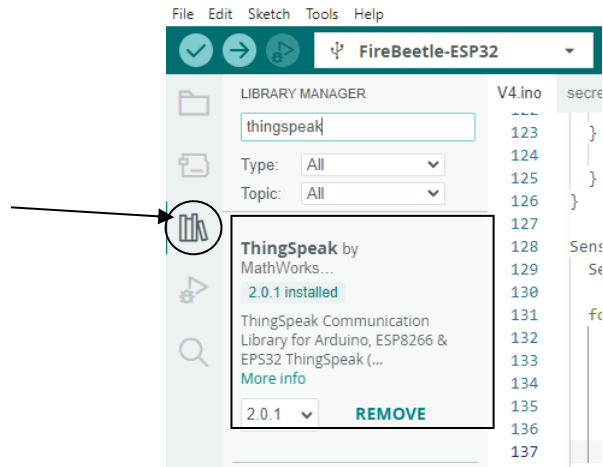 File Edit Sketch Tools Help
FireBeetle-ESP32
LIBRARY MANAGER
thingspeak
Type: All
Topic: All
ThingSpeak by
MathWorks...
2.0.1 installed
ThingSpeak Communication
Library for Arduino, ESP8266 &
EPS32 ThingSpeak (...
More info
2.0.1 REMOVE
V4.ino secre
123 }
124
125 }
126 }
127
128 Sens
129 Se
130
131 fo
132
133
134
135
136
137